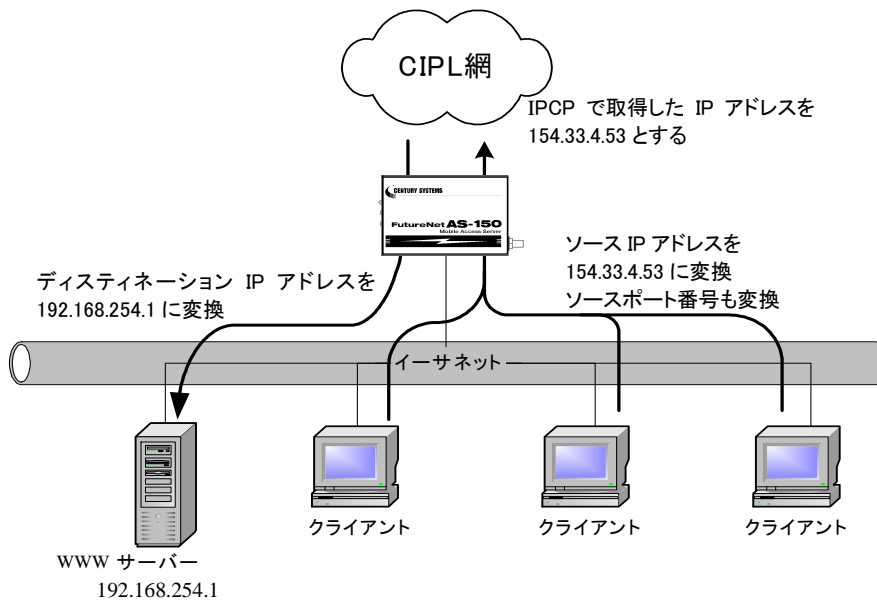 CIPL網
IPCP で取得した IP アドレスを
154.33.4.53 とする
CENTURY SYSTEMS
FutureNet AS-150
Mobile Access Server
ディスティネーション IP アドレスを
192.168.254.1 に変換
ソース IP アドレスを
154.33.4.53 に変換
ソースポート番号も変換
イーサネット
クライアント
クライアント
クライアント
WWW サーバー
192.168.254.1